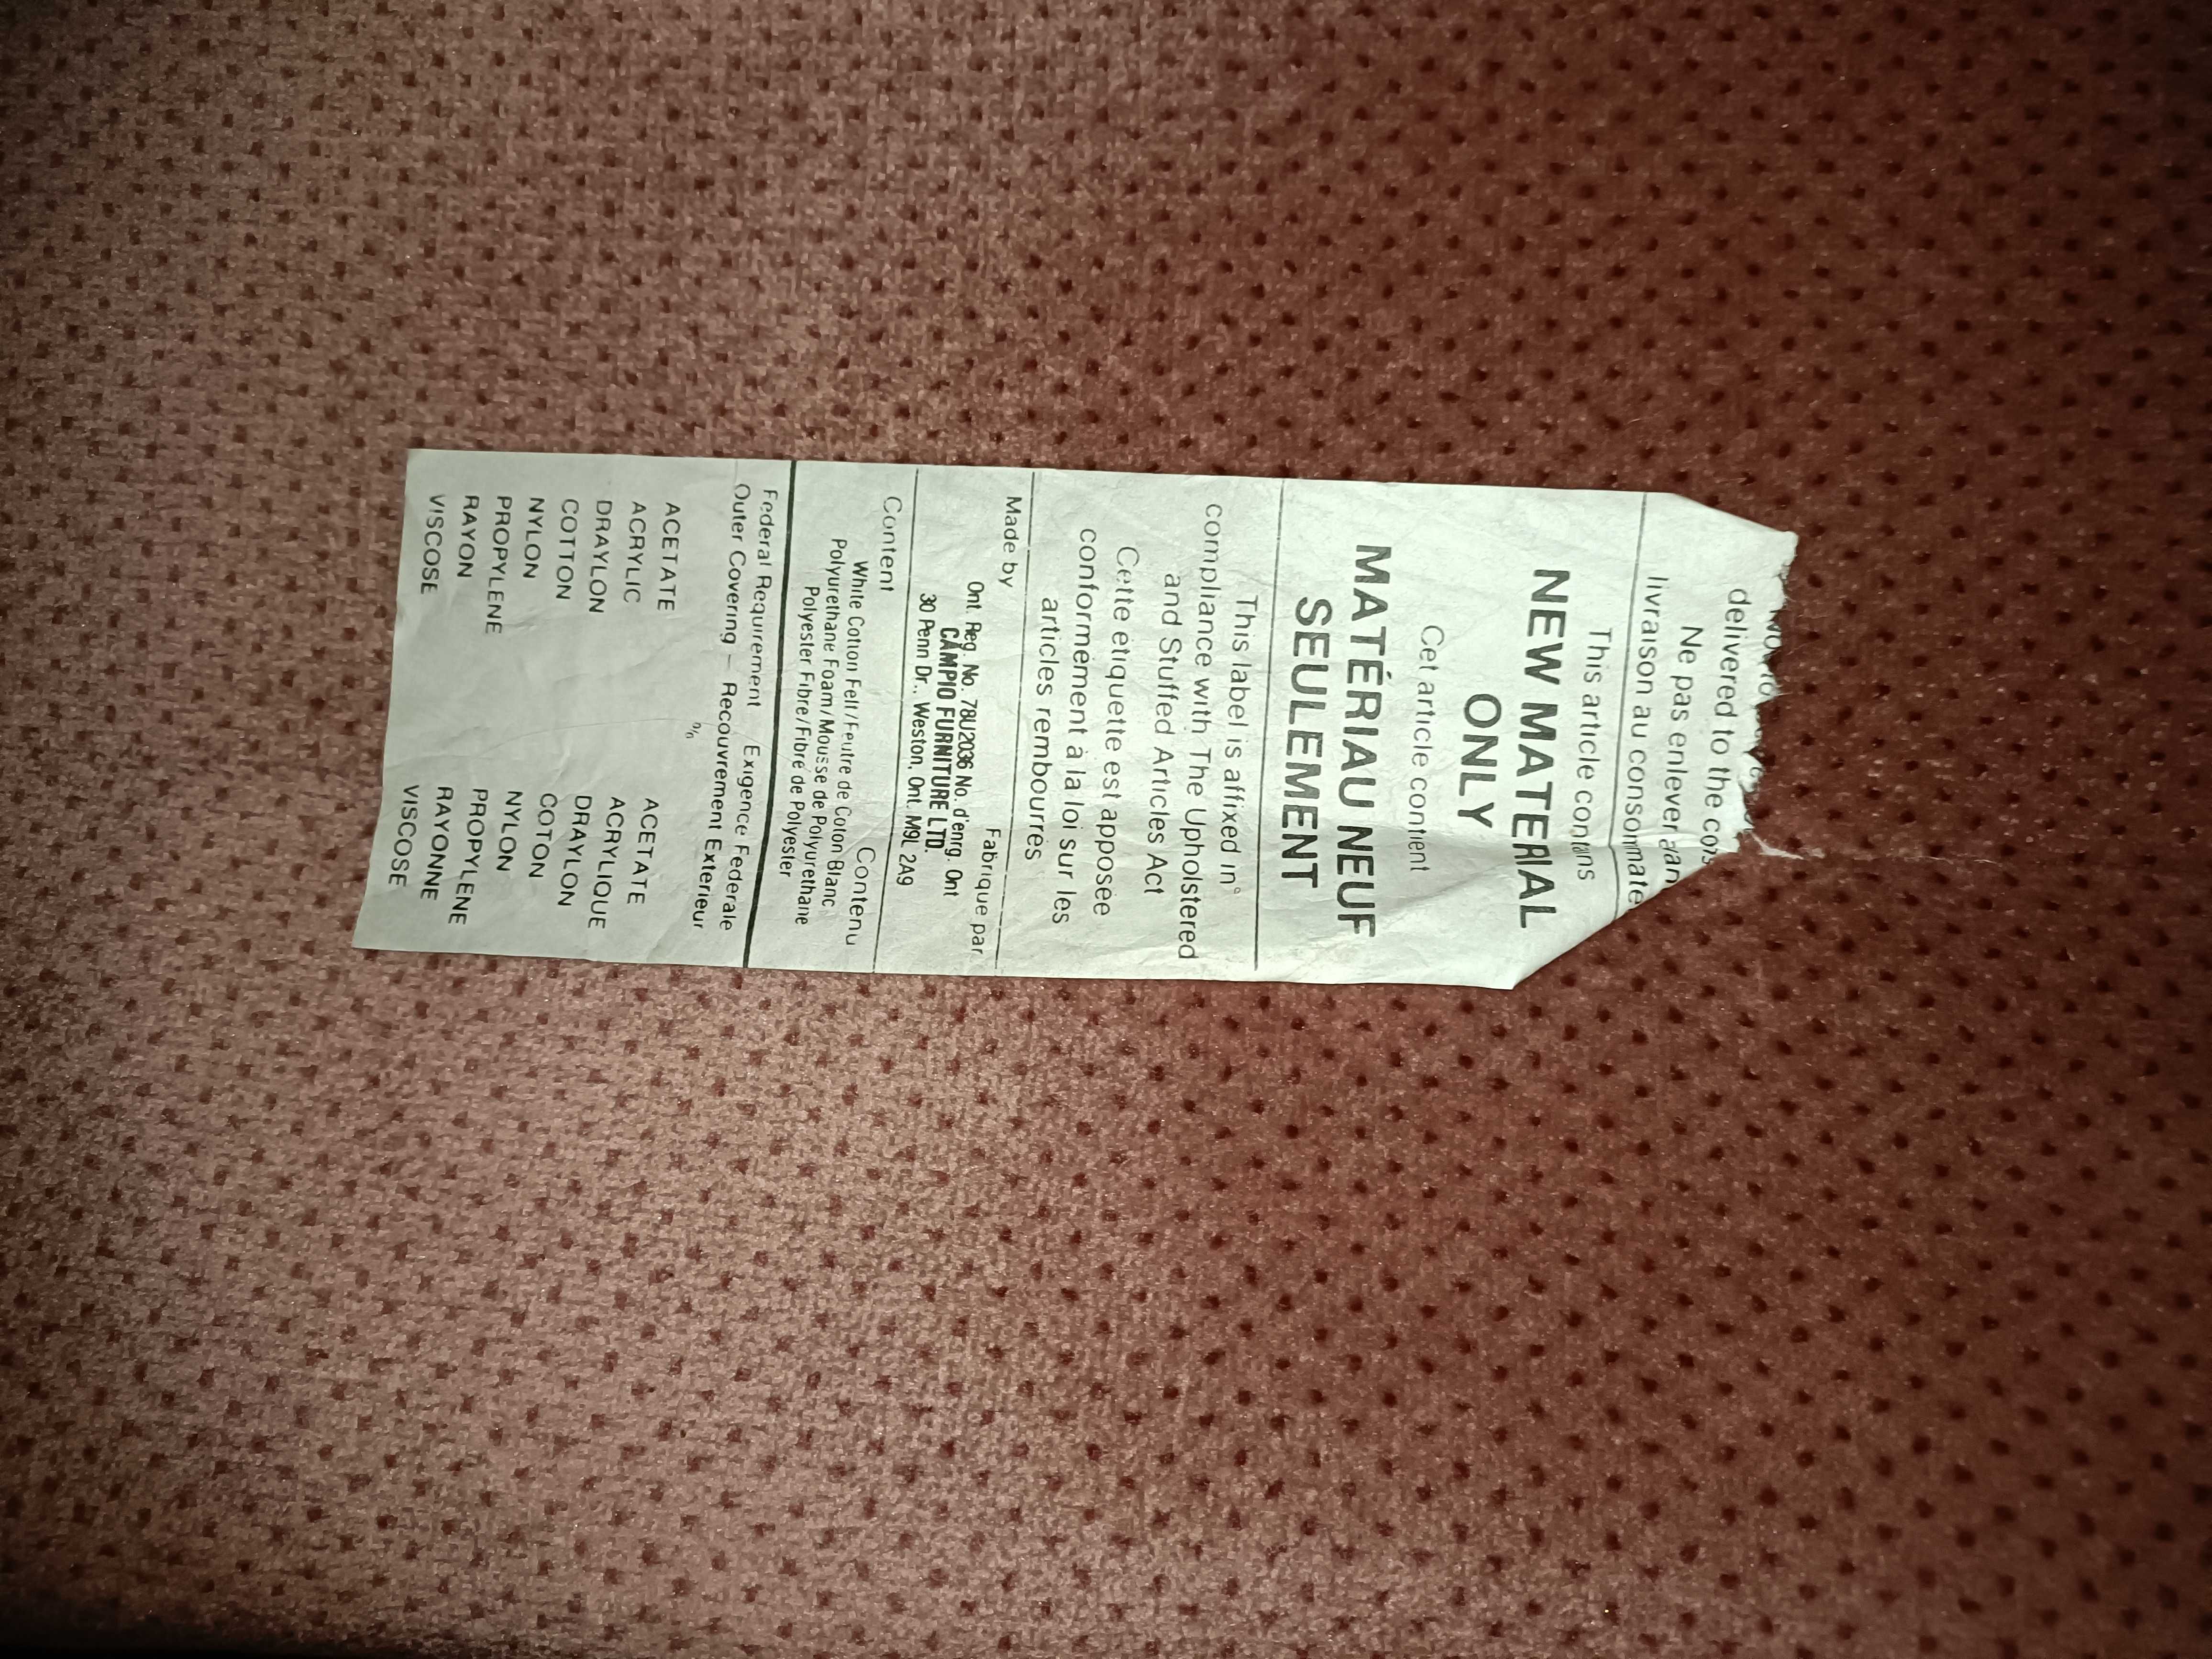 delivered to the
Ne pas enlever
livraison au consommate
This article contains
NEW MATERIAL
ONLY
Cet article contient
MATÉRIAU NEUF
SEULEMENT
This label is affixed in
compliance with The Upholstered
and Stuffed Articles Act
Cette etiquette est apposée
conformément à la loi sur les
articles rembourrés
Made by Fabrique par
Ont. Reg. No. 78U2036 No. d'enrg. Ont
CAMPIO FURNITURE LTD.
30 Penn Dr., Weston, Ont. M9L 2A9
Content Contenu
White Cotton Felt/Feutre de Coton Blanc
Polyurethane Foam/Mousse de Polyurethane
Polyester Fibre/Fibre de Polyester
Federal Requirement Exigence Federale
Outer Covering — Recouvrement Exterieur
%
ACETATE ACETATE
ACRYLIC ACRYLIQUE
DRAYLON DRAYLON
COTTON COTON
NYLON NYLON
PROPYLENE PROPYLENE
RAYON RAYONNE
VISCOSE VISCOSE